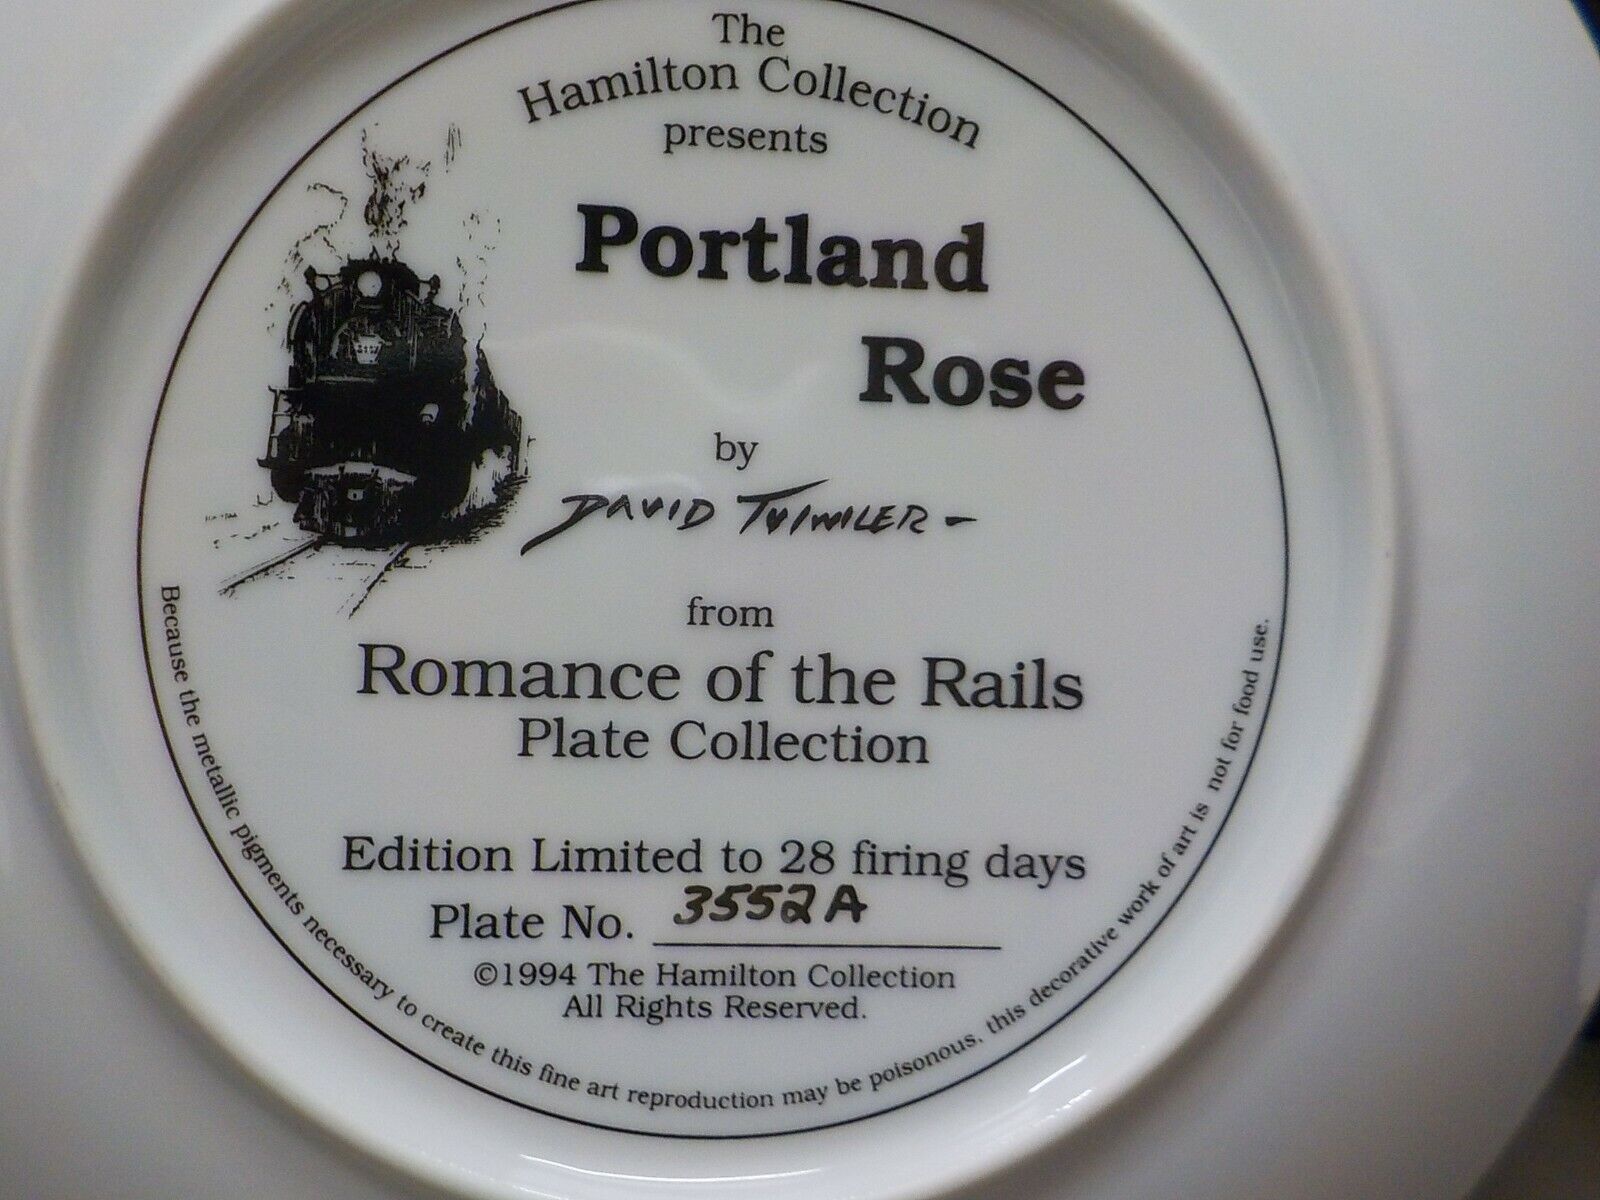 The
Hamilton Collection
presents
Portland
Rose
by
DAVID TUTWILER
from
Romance of the Rails
Plate Collection
Edition Limited to 28 firing days
Plate No. 3552A
©1994 The Hamilton Collection
All Rights Reserved.
Because the metallic pigments necessary to create this fine art reproduction may be poisonous, this decorative work of art is not for food use.